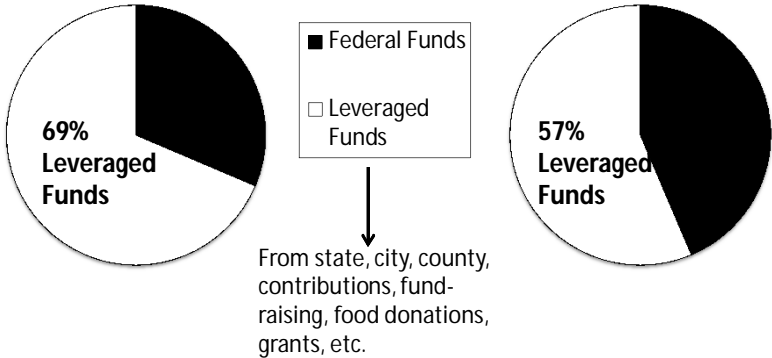 69%
Leveraged
Funds
Federal Funds
Leveraged
Funds
57%
Leveraged
Funds
From state, city, county,
contributions, fund-
raising, food donations,
grants, etc.